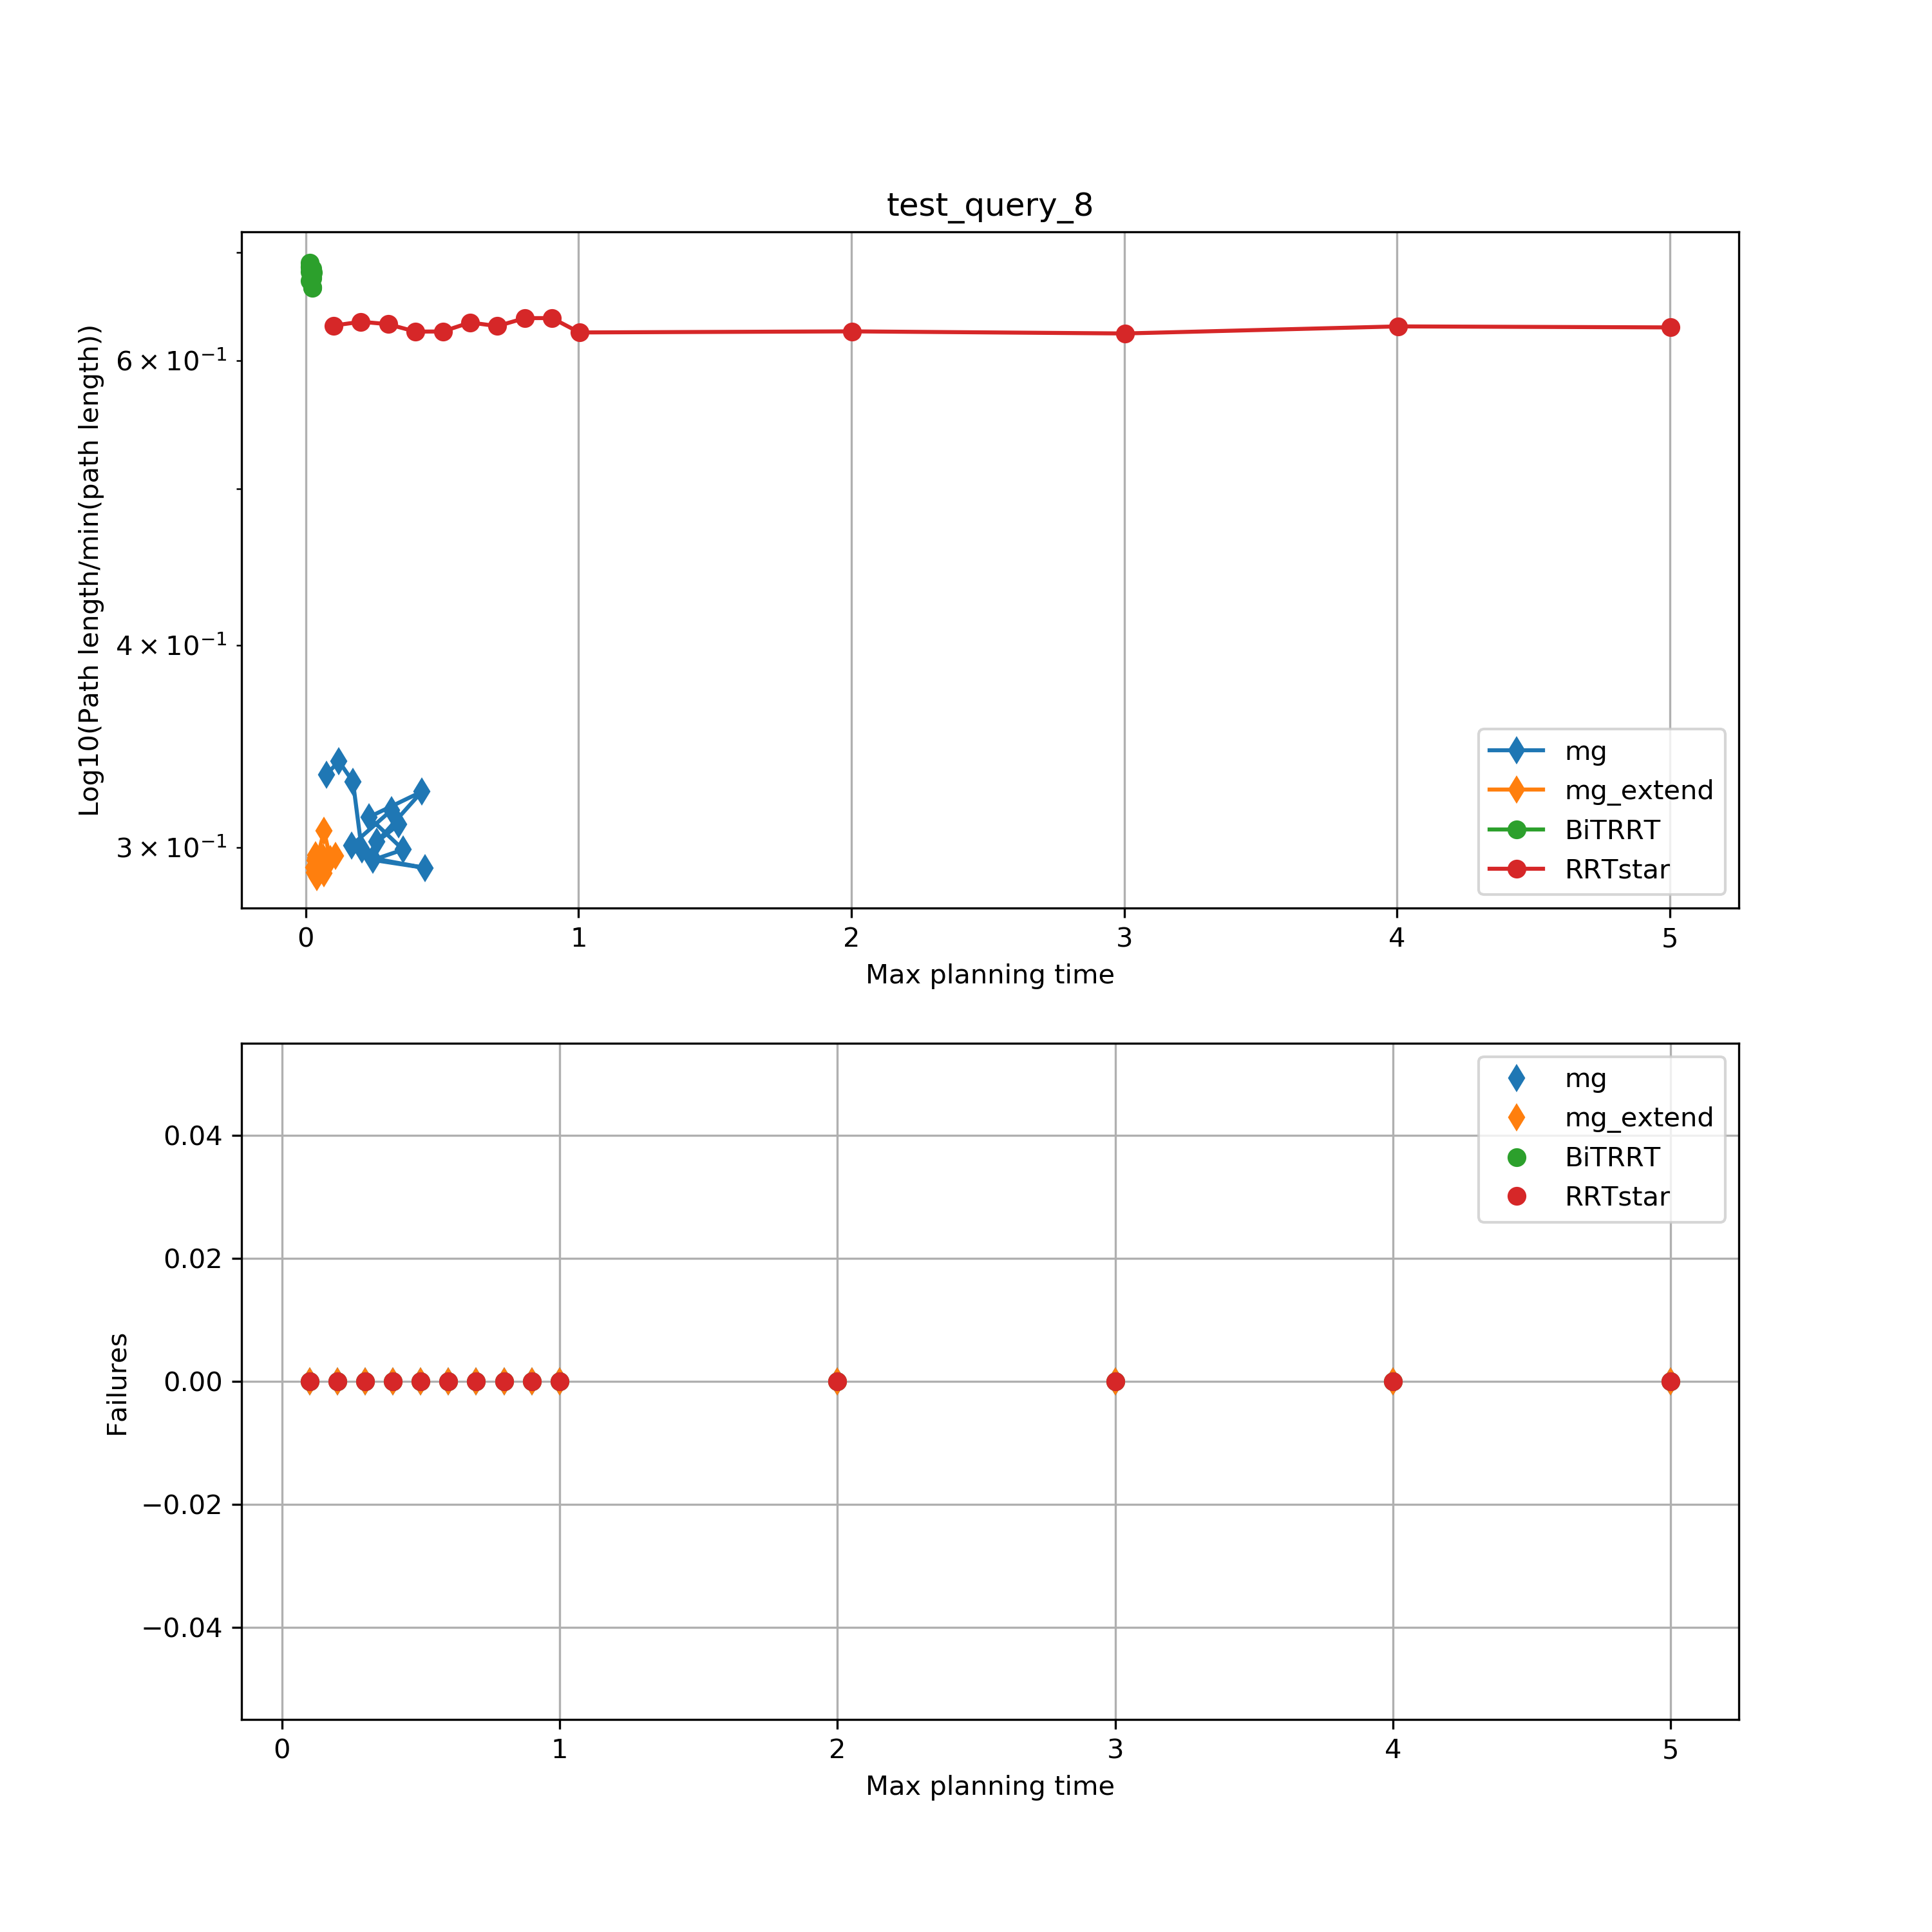 test_query_8
Log10(Path length/min(path length))
6 × 10⁻¹
4 × 10⁻¹
3 × 10⁻¹
mg
mg_extend
BiTRRT
RRTstar
0 1 2 3 4 5
Max planning time
Failures
0.04
0.02
0.00
−0.02
−0.04
mg
mg_extend
BiTRRT
RRTstar
0 1 2 3 4 5
Max planning time